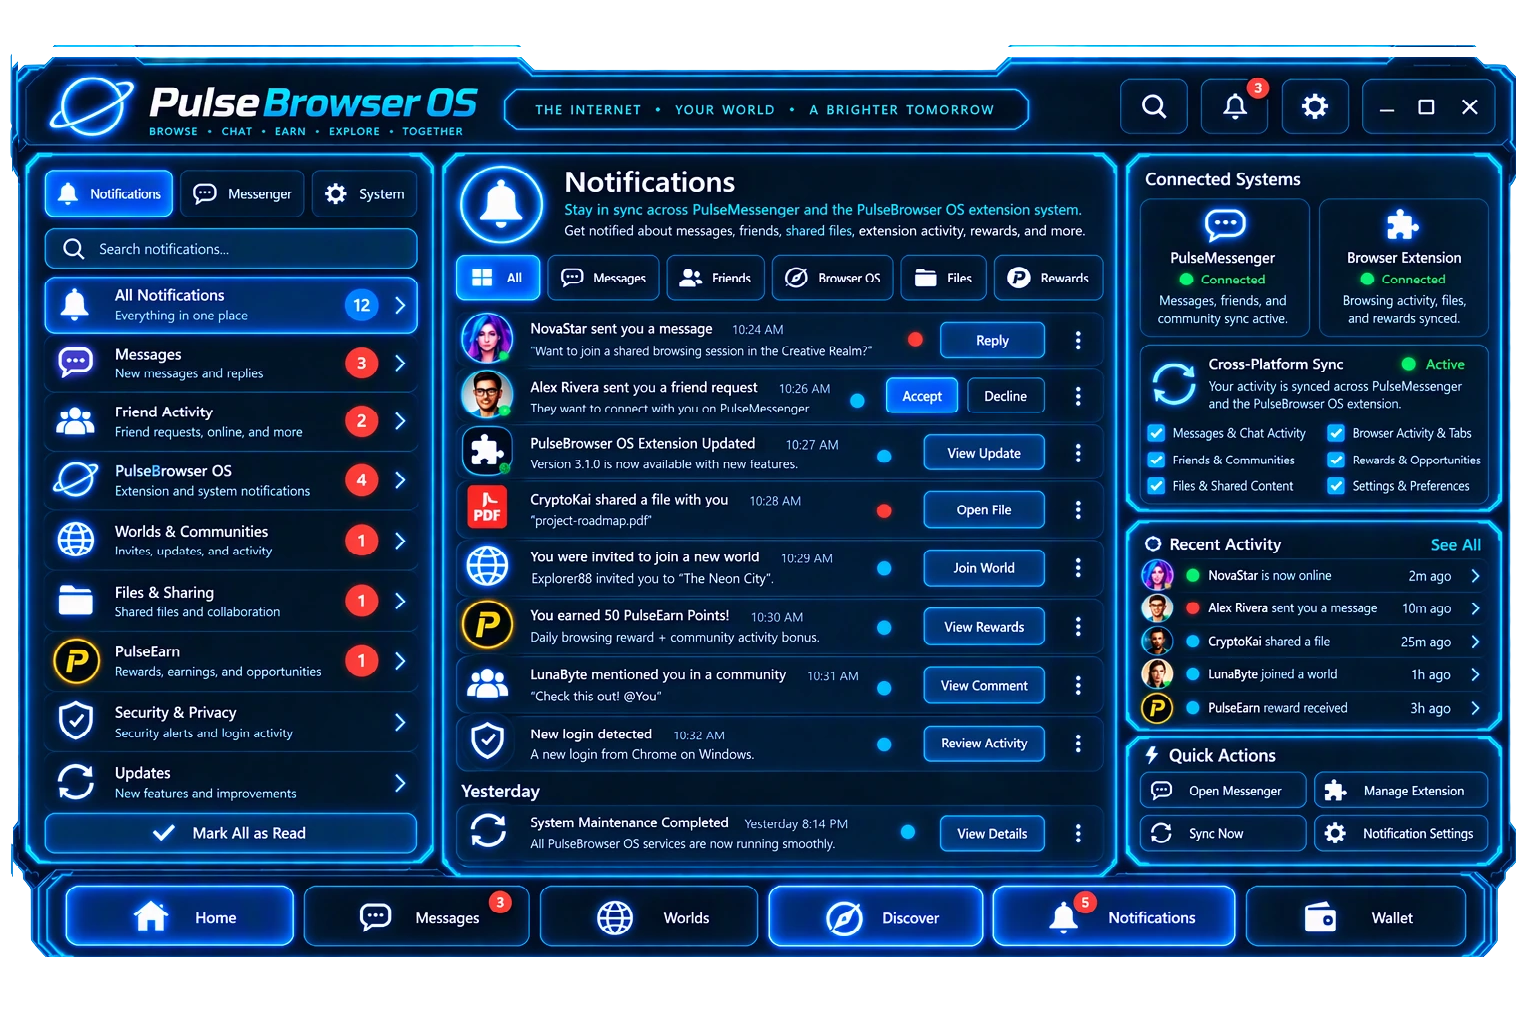 PulseBrowser OS
BROWSE • CHAT • EARN • EXPLORE • TOGETHER
THE INTERNET • YOUR WORLD • A BRIGHTER TOMORROW
3
Notifications
Messenger
System
Search notifications...
All Notifications
Everything in one place
12
Messages
New messages and replies
3
Friend Activity
Friend requests, online, and more
2
PulseBrowser OS
Extension and system notifications
4
Worlds & Communities
Invites, updates, and activity
1
Files & Sharing
Shared files and collaboration
1
PulseEarn
Rewards, earnings, and opportunities
1
Security & Privacy
Security alerts and login activity
Updates
New features and improvements
Mark All as Read
Notifications
Stay in sync across PulseMessenger and the PulseBrowser OS extension system.
Get notified about messages, friends, shared files, extension activity, rewards, and more.
All
Messages
Friends
Browser OS
Files
P
Rewards
NovaStar sent you a message 10:24 AM
"Want to join a shared browsing session in the Creative Realm?"
Reply
Alex Rivera sent you a friend request 10:26 AM
They want to connect with you on PulseMessenger
Accept
Decline
PulseBrowser OS Extension Updated 10:27 AM
Version 3.1.0 is now available with new features.
View Update
PDF
CryptoKai shared a file with you 10:28 AM
"project-roadmap.pdf"
Open File
You were invited to join a new world 10:29 AM
Explorer88 invited you to "The Neon City".
Join World
P
You earned 50 PulseEarn Points! 10:30 AM
Daily browsing reward + community activity bonus.
View Rewards
LunaByte mentioned you in a community 10:31 AM
"Check this out! @You"
View Comment
New login detected 10:32 AM
A new login from Chrome on Windows.
Review Activity
Yesterday
System Maintenance Completed Yesterday 8:14 PM
All PulseBrowser OS services are now running smoothly.
View Details
Connected Systems
PulseMessenger
Connected
Messages, friends, and
community sync active.
Browser Extension
Connected
Browsing activity, files,
and rewards synced.
Cross-Platform Sync
Active
Your activity is synced across PulseMessenger
and the PulseBrowser OS extension.
Messages & Chat Activity
Browser Activity & Tabs
Friends & Communities
Rewards & Opportunities
Files & Shared Content
Settings & Preferences
Recent Activity
See All
NovaStar is now online 2m ago
Alex Rivera sent you a message 10m ago
CryptoKai shared a file 25m ago
LunaByte joined a world 1h ago
P
PulseEarn reward received 3h ago
Quick Actions
Open Messenger
Manage Extension
Sync Now
Notification Settings
Home
Messages
3
Worlds
Discover
5
Notifications
Wallet